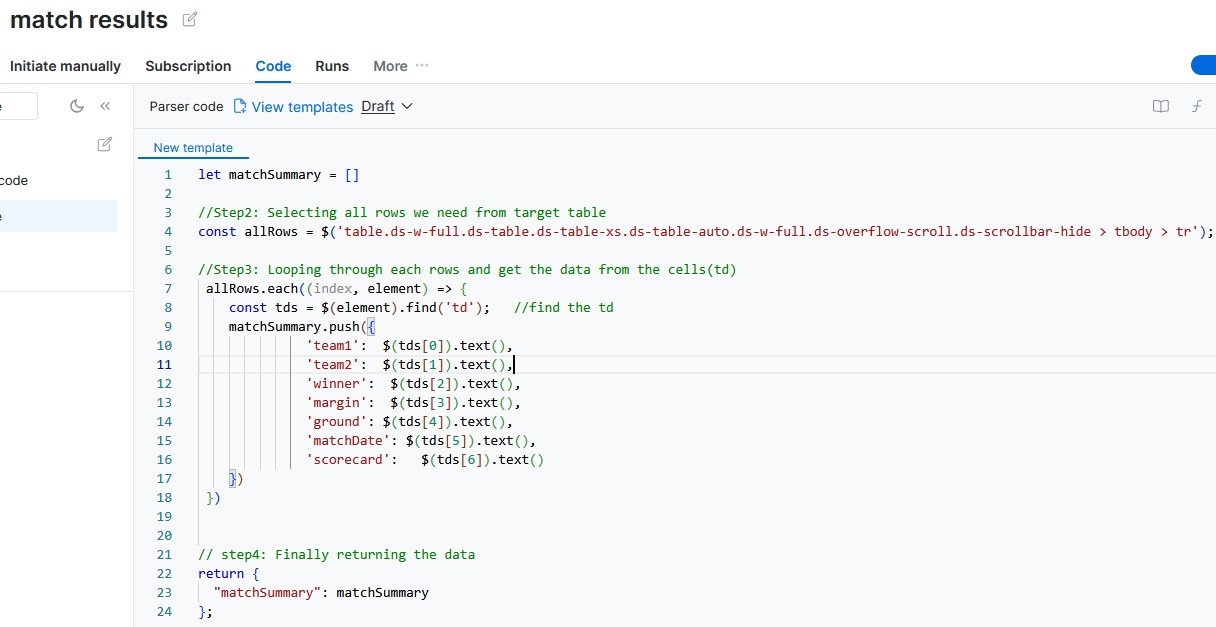 match results
Initiate manually Subscription Code Runs More ...
Parser code View templates Draft
New template
code
1 let matchSummary = []
2
3 //Step2: Selecting all rows we need from target table
4 const allRows = $('table.ds-w-full.ds-table.ds-table-xs.ds-table-auto.ds-w-full.ds-overflow-scroll.ds-scrollbar-hide > tbody > tr');
5
6 //Step3: Looping through each rows and get the data from the cells(td)
7 allRows.each((index, element) => {
8 const tds = $(element).find('td'); //find the td
9 matchSummary.push({
10 'team1': $(tds[0]).text(),
11 'team2': $(tds[1]).text(),
12 'winner': $(tds[2]).text(),
13 'margin': $(tds[3]).text(),
14 'ground': $(tds[4]).text(),
15 'matchDate': $(tds[5]).text(),
16 'scorecard': $(tds[6]).text()
17 })
18 })
19
20
21 // step4: Finally returning the data
22 return {
23 "matchSummary": matchSummary
24 };